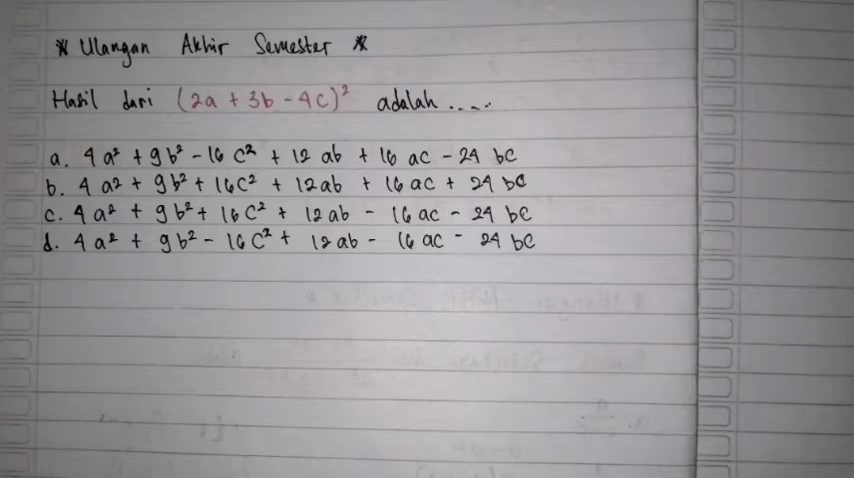 * Ulangan Akhir Semester *
Hasil dari (2a + 3b - 4c)² adalah .....
a. 4a² + 9b² - 16c² + 12ab + 16ac - 24bc
b. 4a² + 9b² + 16c² + 12ab + 16ac + 24bc
c. 4a² + 9b² + 16c² + 12ab - 16ac - 24bc
d. 4a² + 9b² - 16c² + 12ab - 16ac - 24bc